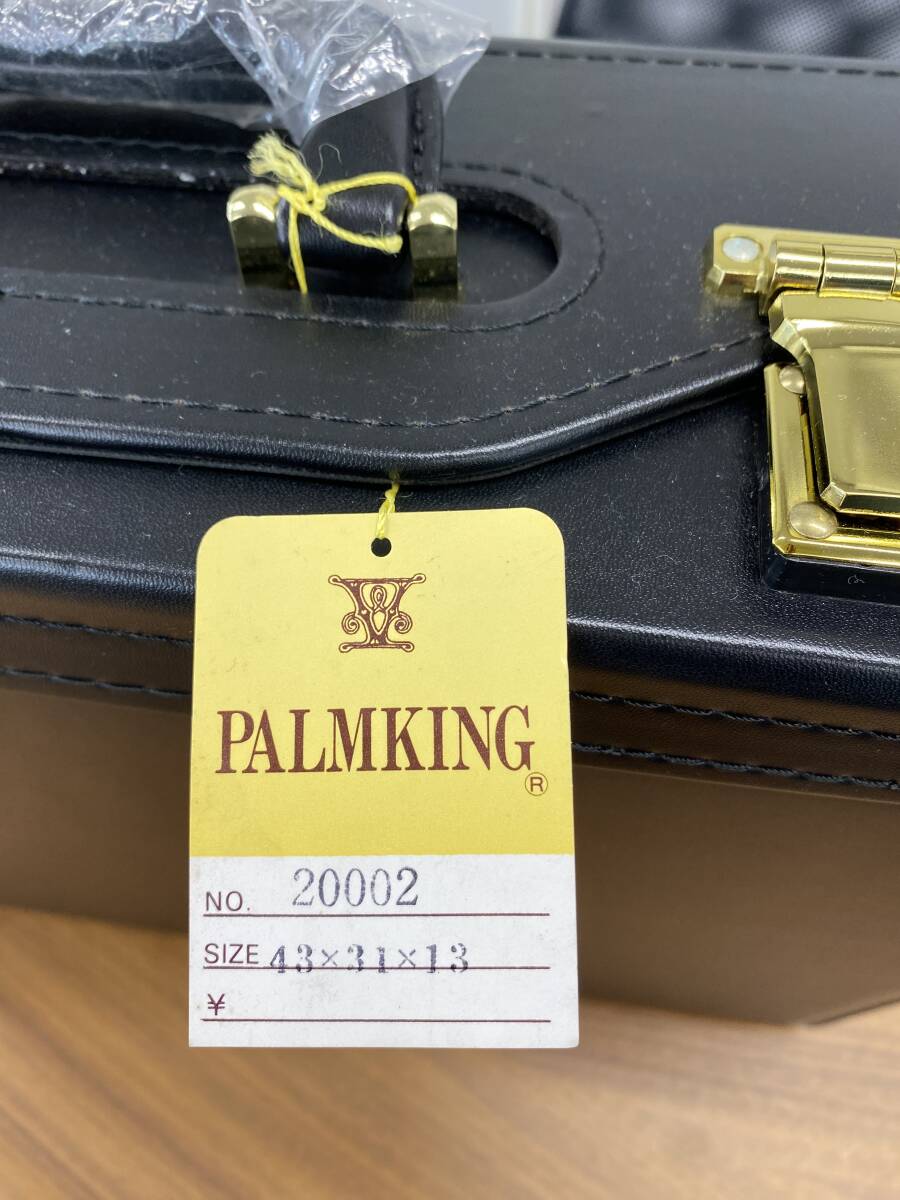 PALMKING
®
NO. 20002
SIZE 43×31×13
¥